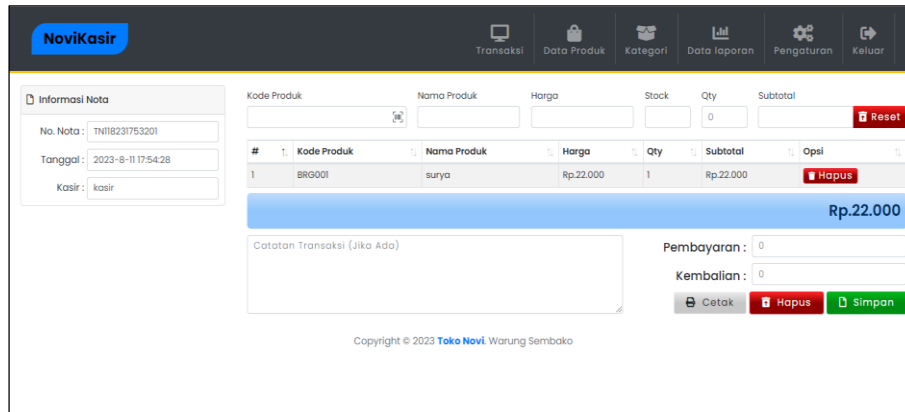 NoviKasir
Transaksi Data Produk Kategori Data laporan Pengaturan Keluar
Informasi Nota
No. Nota : TN118231753201
Tanggal : 2023-8-11 17:54:28
Kasir : kasir
Kode Produk Nama Produk Harga Stock Qty Subtotal
0 Reset
# Kode Produk Nama Produk Harga Qty Subtotal Opsi
1 BRG001 surya Rp.22.000 1 Rp.22.000 Hapus
Rp.22.000
Catatan Transaksi (Jika Ada)
Pembayaran : 0
Kembalian : 0
Cetak Hapus Simpan
Copyright © 2023 Toko Novi. Warung Sembako